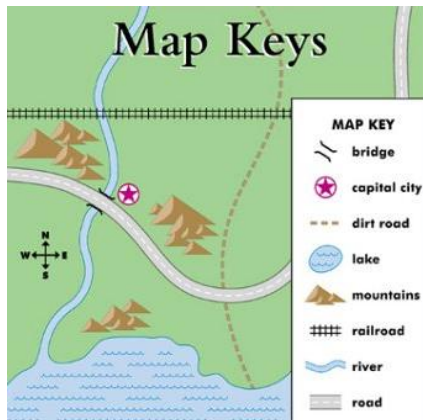 Map Keys
MAP KEY
bridge
capital city
dirt road
lake
mountains
railroad
river
road
N
W E
S